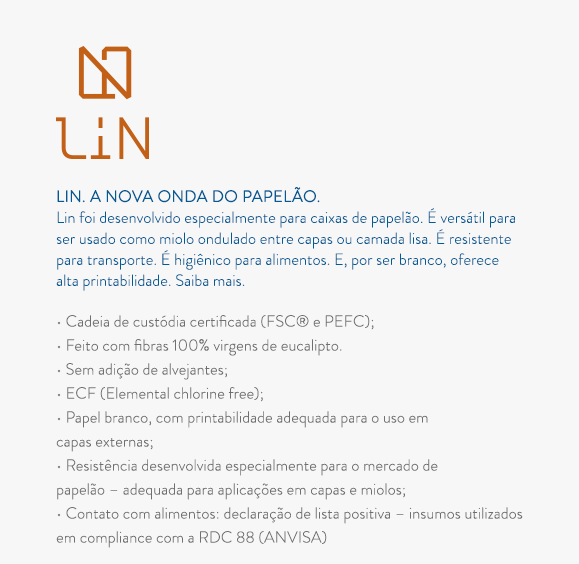 LIN
LIN. A NOVA ONDA DO PAPELÃO.
Lin foi desenvolvido especialmente para caixas de papelão. É versátil para
ser usado como miolo ondulado entre capas ou camada lisa. É resistente
para transporte. É higiênico para alimentos. E, por ser branco, oferece
alta printabilidade. Saiba mais.
• Cadeia de custódia certificada (FSC® e PEFC);
• Feito com fibras 100% virgens de eucalipto.
• Sem adição de alvejantes;
• ECF (Elemental chlorine free);
• Papel branco, com printabilidade adequada para o uso em
capas externas;
• Resistência desenvolvida especialmente para o mercado de
papelão – adequada para aplicações em capas e miolos;
• Contato com alimentos: declaração de lista positiva – insumos utilizados
em compliance com a RDC 88 (ANVISA)